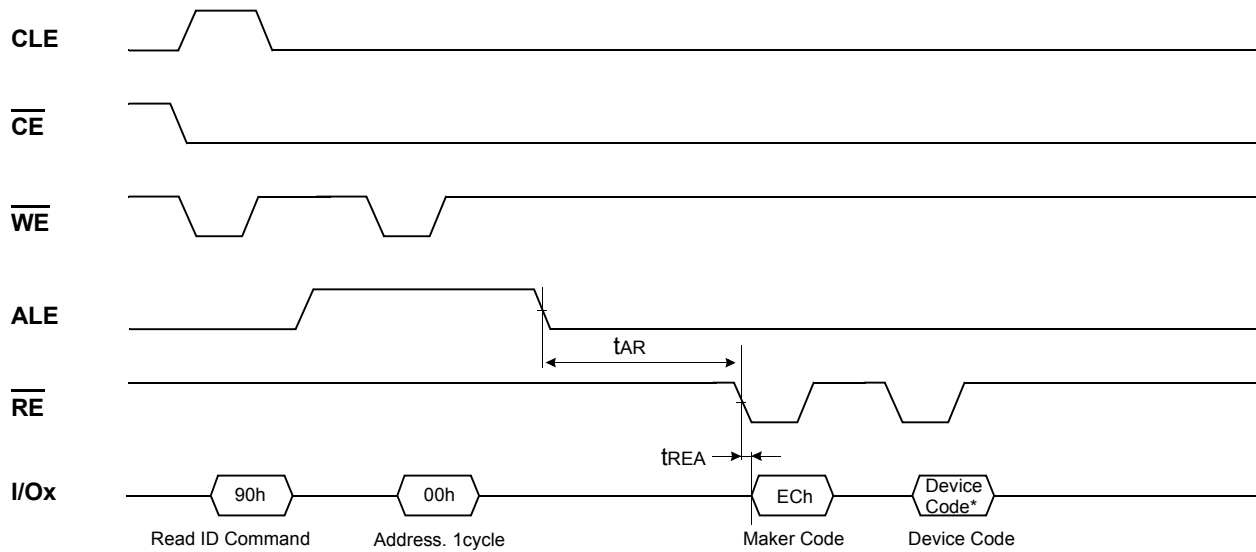 CLE
CE
WE
ALE
tAR
RE
tREA
I/Ox
90h
00h
ECh
Device
Code*
Read ID Command
Address. 1cycle
Maker Code
Device Code